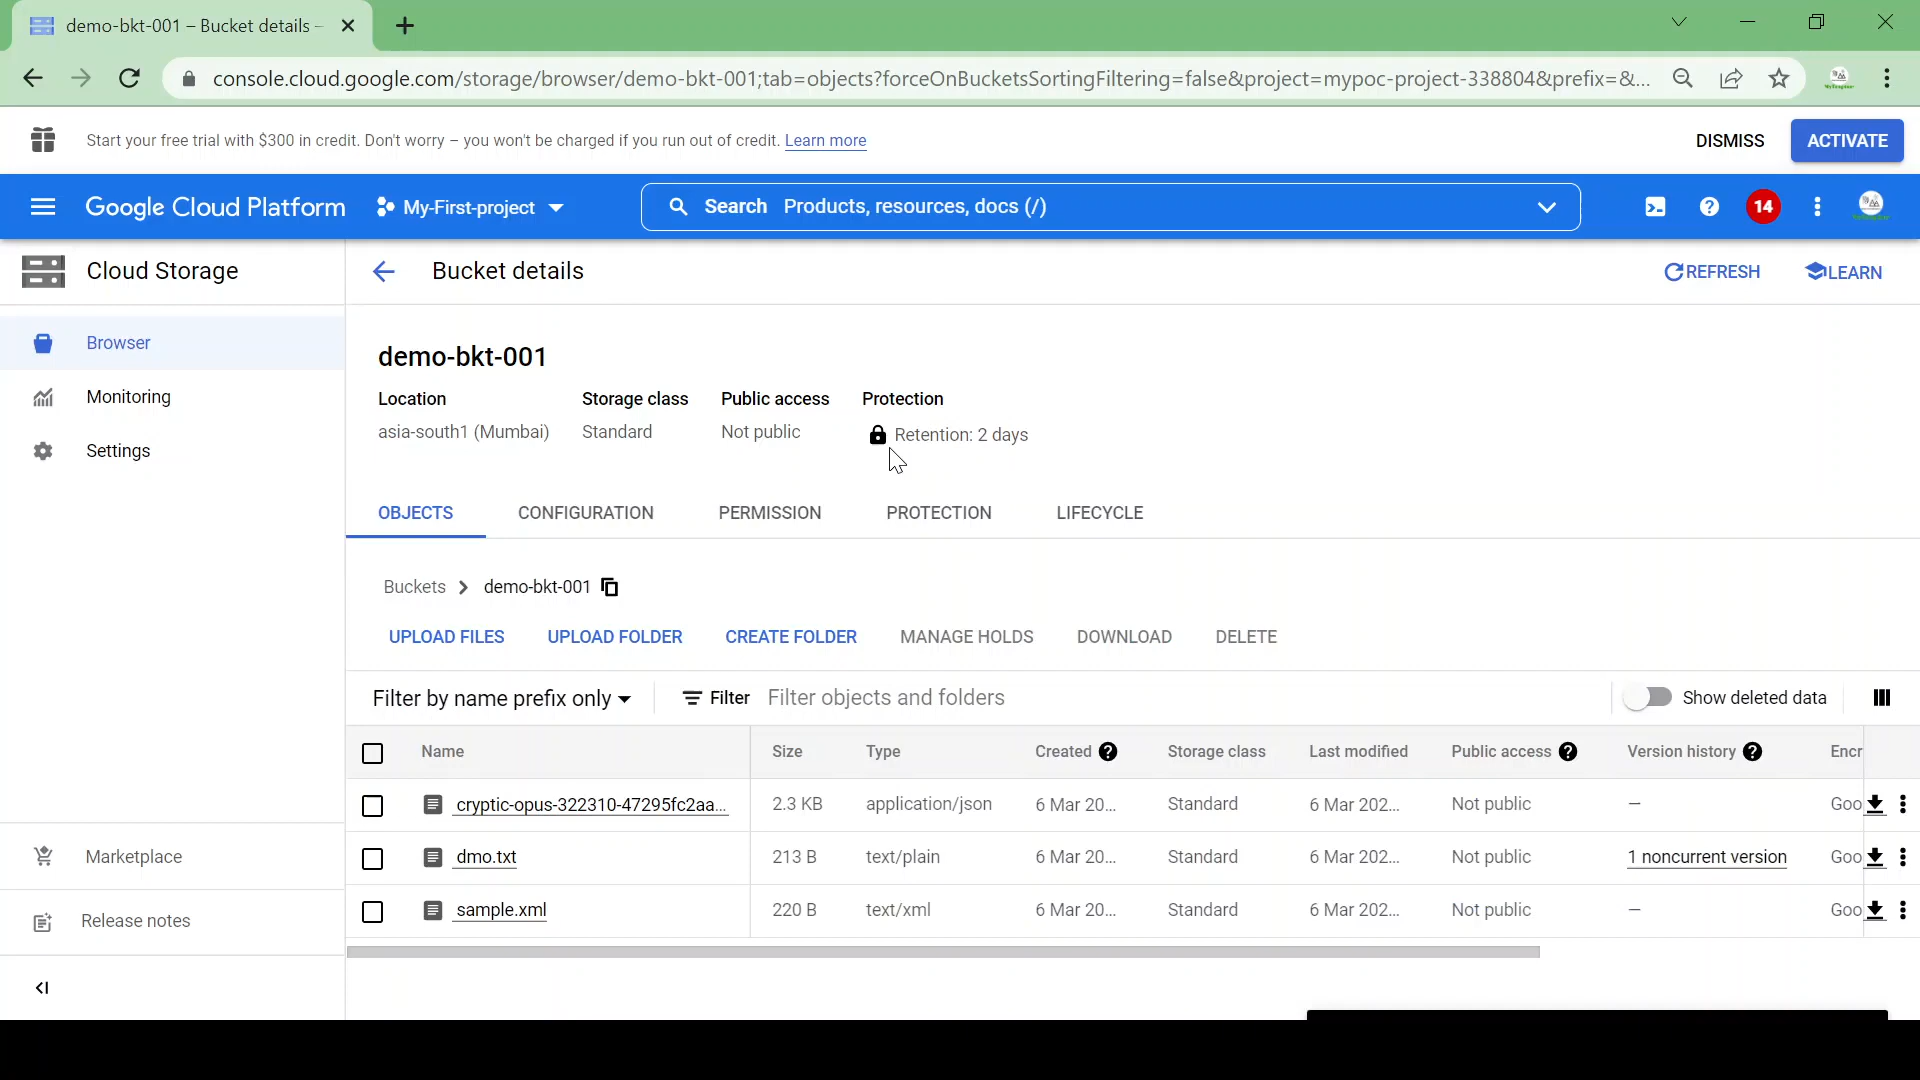 demo-bkt-001 – Bucket details –
console.cloud.google.com/storage/browser/demo-bkt-001;tab=objects?forceOnBucketsSortingFiltering=false&project=mypoc-project-338804&prefix=&...
Start your free trial with $300 in credit. Don't worry – you won't be charged if you run out of credit. Learn more
DISMISS
ACTIVATE
Google Cloud Platform
My-First-project
Search Products, resources, docs (/)
14
Cloud Storage
Bucket details
REFRESH
LEARN
Browser
Monitoring
Settings
demo-bkt-001
Location
Storage class
Public access
Protection
asia-south1 (Mumbai)
Standard
Not public
Retention: 2 days
OBJECTS
CONFIGURATION
PERMISSION
PROTECTION
LIFECYCLE
Buckets
demo-bkt-001
UPLOAD FILES
UPLOAD FOLDER
CREATE FOLDER
MANAGE HOLDS
DOWNLOAD
DELETE
Filter by name prefix only
Filter
Filter objects and folders
Show deleted data
Name
Size
Type
Created
Storage class
Last modified
Public access
Version history
Encr
cryptic-opus-322310-47295fc2aa...
2.3 KB
application/json
6 Mar 20...
Standard
6 Mar 202...
Not public
–
Goo
dmo.txt
213 B
text/plain
6 Mar 20...
Standard
6 Mar 202...
Not public
1 noncurrent version
Goo
sample.xml
220 B
text/xml
6 Mar 20...
Standard
6 Mar 202...
Not public
–
Goo
Marketplace
Release notes